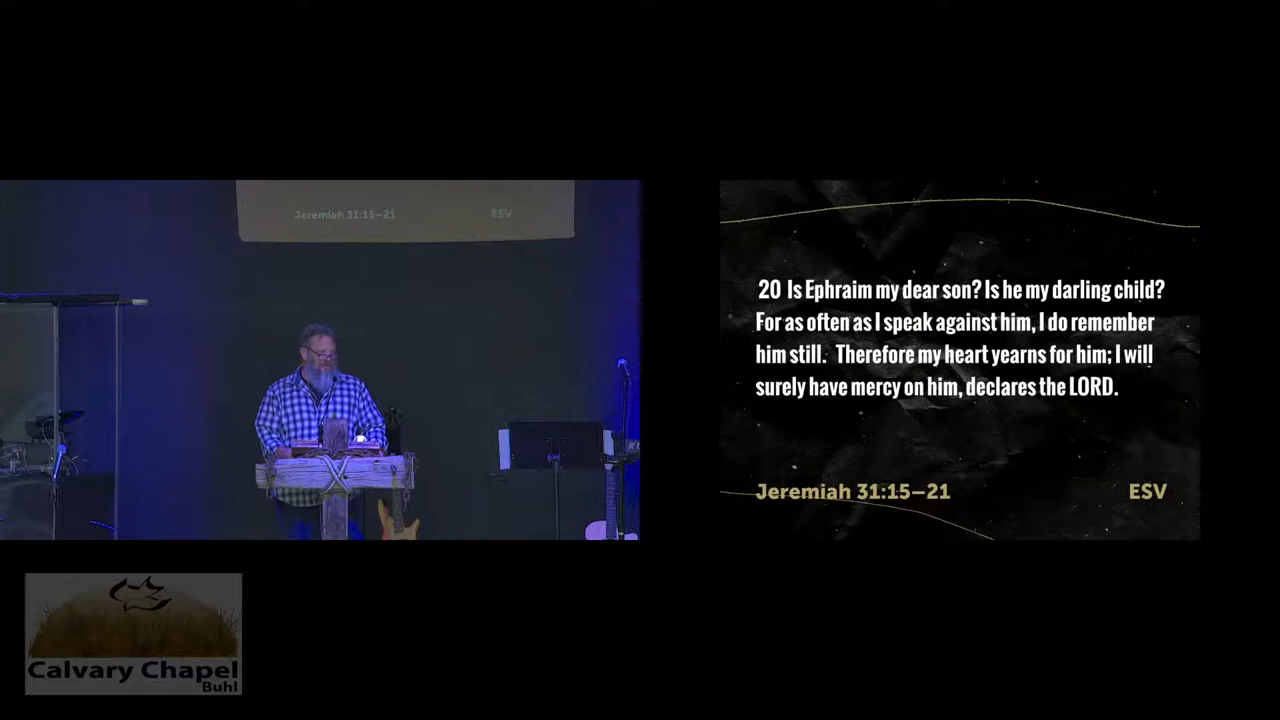 Jeremiah 31:15–21 ESV
20 Is Ephraim my dear son? Is he my darling child?
For as often as I speak against him, I do remember
him still. Therefore my heart yearns for him; I will
surely have mercy on him, declares the LORD.
Jeremiah 31:15–21 ESV
Calvary Chapel
Buhl